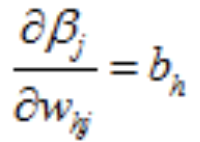 ∂β_j / ∂w_hj = b_h